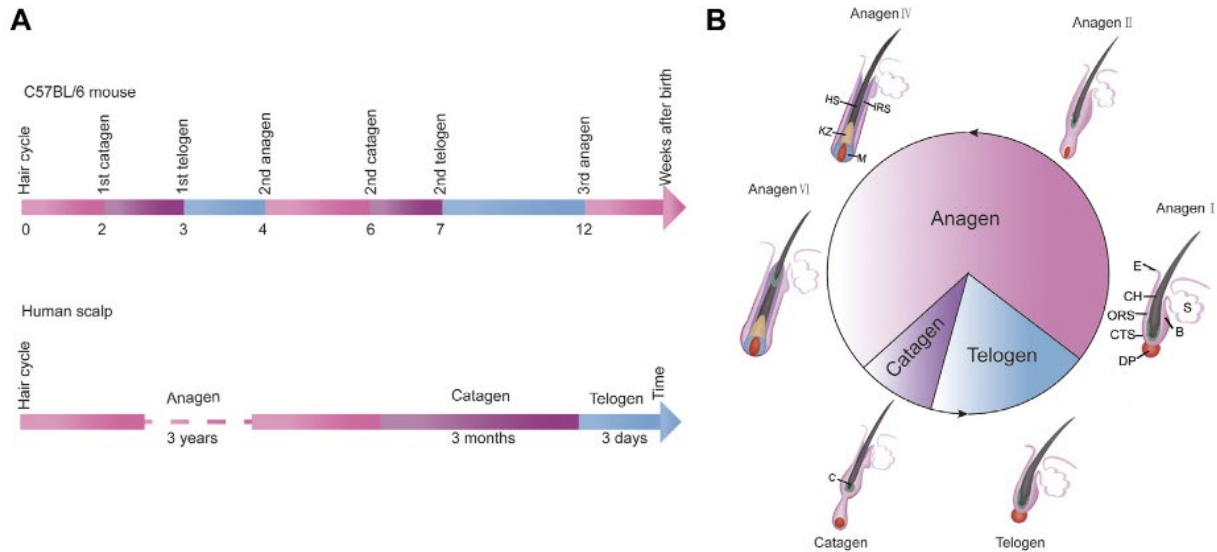 A
C57BL/6 mouse
Hair cycle
1st catagen
1st telogen
2nd anagen
2nd catagen
2nd telogen
3rd anagen
Weeks after birth
0
2
3
4
6
7
12
Human scalp
Hair cycle
Anagen
3 years
Catagen
3 months
Telogen
3 days
Time
B
Anagen Ⅳ
HS
IRS
KZ
M
Anagen Ⅱ
Anagen Ⅵ
Anagen
Catagen
Telogen
Anagen Ⅰ
E
CH
S
ORS
B
CTS
DP
C
Catagen
Telogen